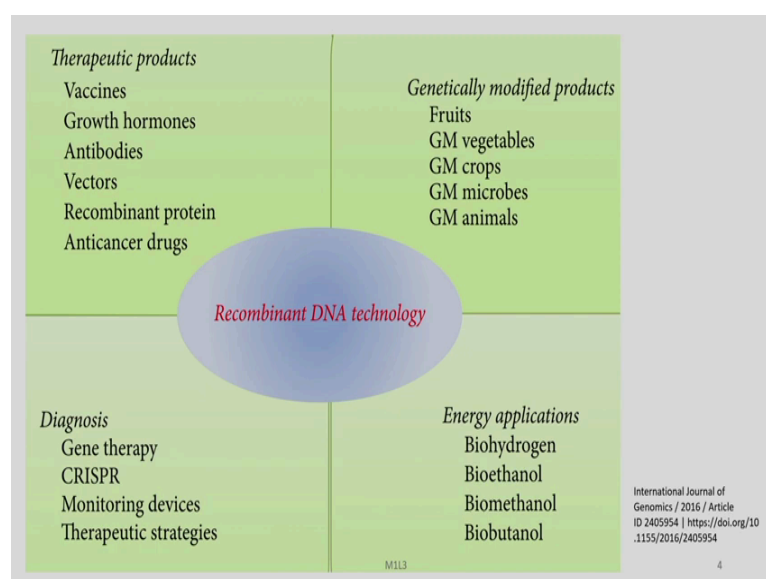 Therapeutic products
Vaccines
Growth hormones
Antibodies
Vectors
Recombinant protein
Anticancer drugs
Genetically modified products
Fruits
GM vegetables
GM crops
GM microbes
GM animals
Recombinant DNA technology
Diagnosis
Gene therapy
CRISPR
Monitoring devices
Therapeutic strategies
Energy applications
Biohydrogen
Bioethanol
Biomethanol
Biobutanol
International Journal of
Genomics / 2016 / Article
ID 2405954 | https://doi.org/10
.1155/2016/2405954
M1L3
4